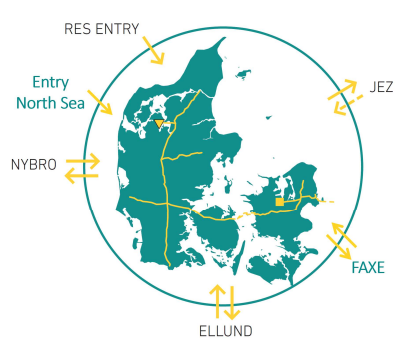 RES ENTRY
Entry
North Sea
JEZ
NYBRO
FAXE
ELLUND